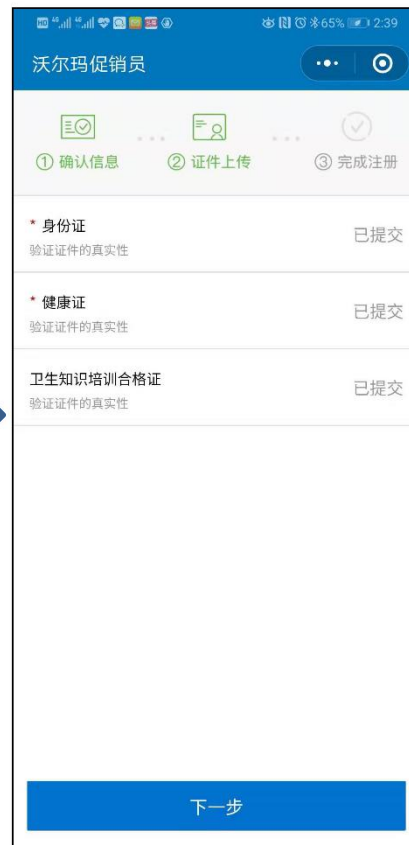 65% 2:39
沃尔玛促销员
① 确认信息 ② 证件上传 ③ 完成注册
* 身份证
验证证件的真实性
已提交
* 健康证
验证证件的真实性
已提交
卫生知识培训合格证
验证证件的真实性
已提交
下一步